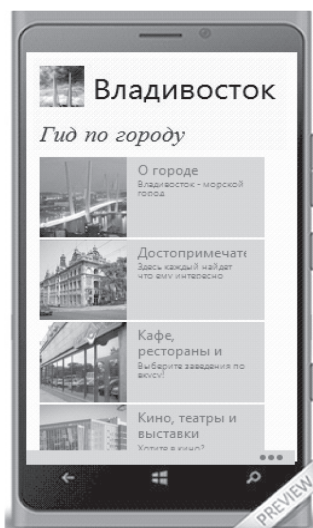 Владивосток
Гид по городу
О городе
Владивосток - морской
город
Достопримечате
Здесь каждый найдет
что ему интересно
Кафе,
рестораны и
Выберите заведения по
вкусу!
Кино, театры и
выставки
Хотите в кино?
PREVIEW